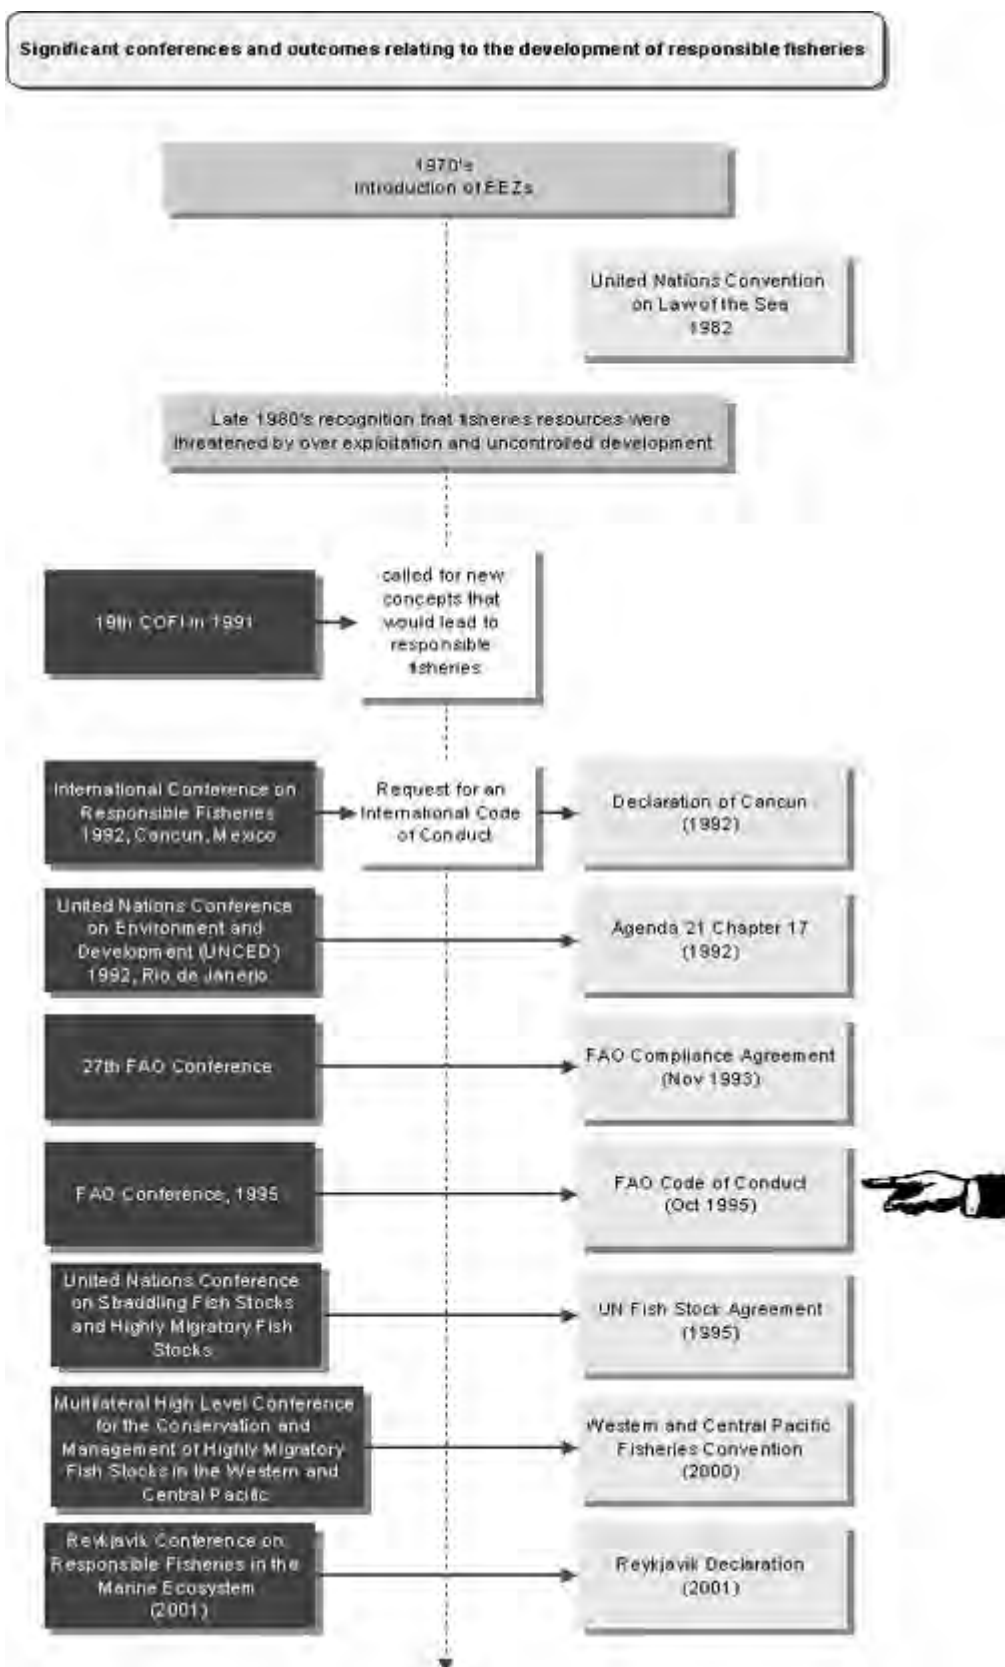 Significant conferences and outcomes relating to the development of responsible fisheries
1970's
Introduction of EEZs
United Nations Convention
on Law of the Sea
1982
Late 1980's recognition that fisheries resources were
threatened by over exploitation and uncontrolled development
19th COFI in 1991
called for new
concepts that
would lead to
responsible
fisheries
International Conference on
Responsible Fisheries
1992, Cancun, Mexico
Request for an
International Code
of Conduct
Declaration of Cancun
(1992)
United Nations Conference
on Environment and
Development (UNCED)
1992, Rio de Janerio
Agenda 21 Chapter 17
(1992)
27th FAO Conference
FAO Compliance Agreement
(Nov 1993)
FAO Conference, 1995
FAO Code of Conduct
(Oct 1995)
United Nations Conference
on Straddling Fish Stocks
and Highly Migratory Fish
Stocks
UN Fish Stock Agreement
(1995)
Multilateral High Level Conference
for the Conservation and
Management of Highly Migratory
Fish Stocks in the Western and
Central Pacific
Western and Central Pacific
Fisheries Convention
(2000)
Reykjavik Conference on
Responsible Fisheries in the
Marine Ecosystem
(2001)
Reykjavik Declaration
(2001)